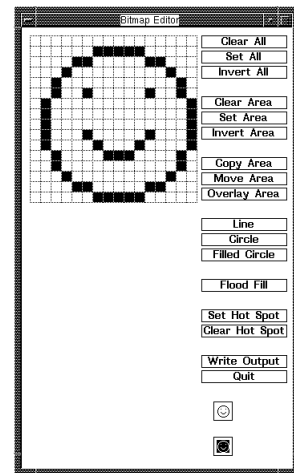 Bitmap Editor
Clear All
Set All
Invert All
Clear Area
Set Area
Invert Area
Copy Area
Move Area
Overlay Area
Line
Circle
Filled Circle
Flood Fill
Set Hot Spot
Clear Hot Spot
Write Output
Quit